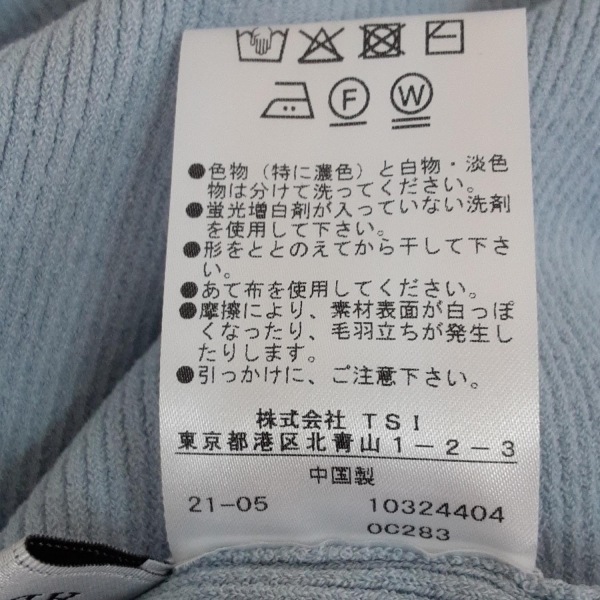 F W
●色物（特に濃色）と白物・淡色
物は分けて洗ってください。
●蛍光増白剤が入っていない洗剤
を使用して下さい。
●形をととのえてから干して下さ
い。
●あて布を使用してください。
●摩擦により、素材表面が白っぽ
くなったり、毛羽立ちが発生し
たりします。
●引っかけに、ご注意下さい。
株式会社 TSI
東京都港区北青山1-2-3
中国製
21-05 10324404
0C283